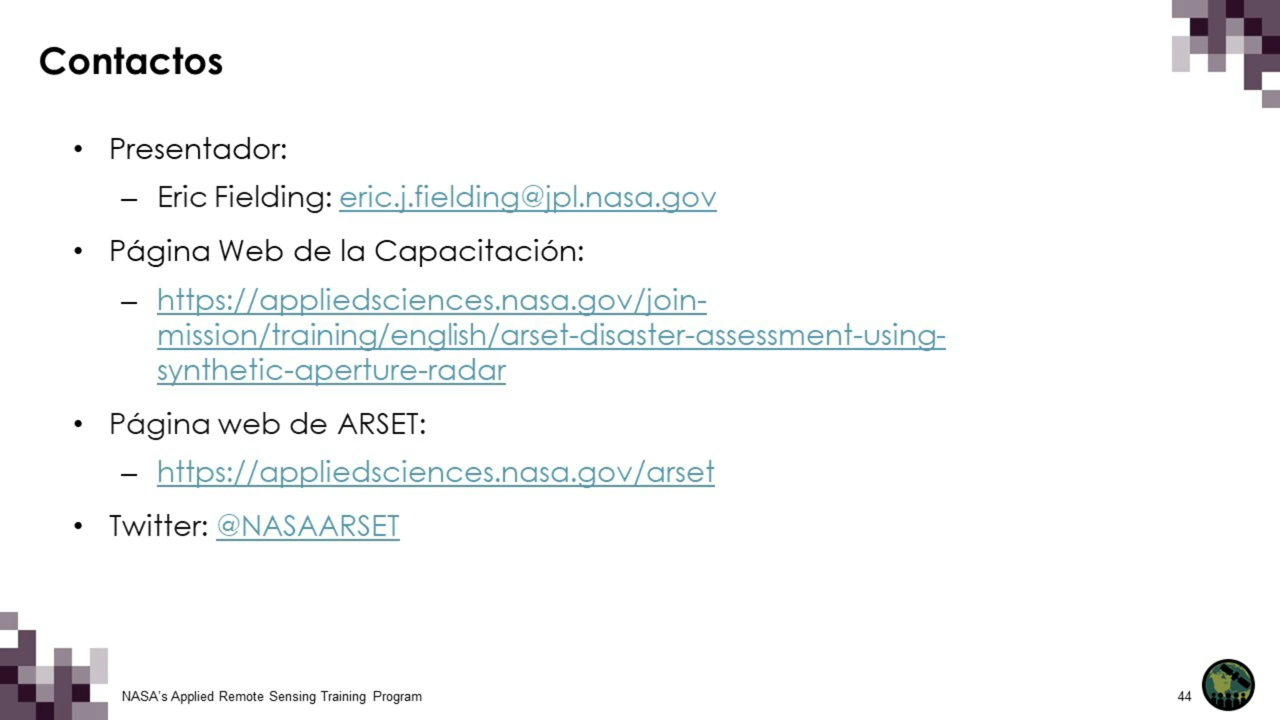 Contactos
• Presentador:
– Eric Fielding: eric.j.fielding@jpl.nasa.gov
• Página Web de la Capacitación:
– https://appliedsciences.nasa.gov/join-
mission/training/english/arset-disaster-assessment-using-
synthetic-aperture-radar
• Página web de ARSET:
– https://appliedsciences.nasa.gov/arset
• Twitter: @NASAARSET
NASA's Applied Remote Sensing Training Program
44